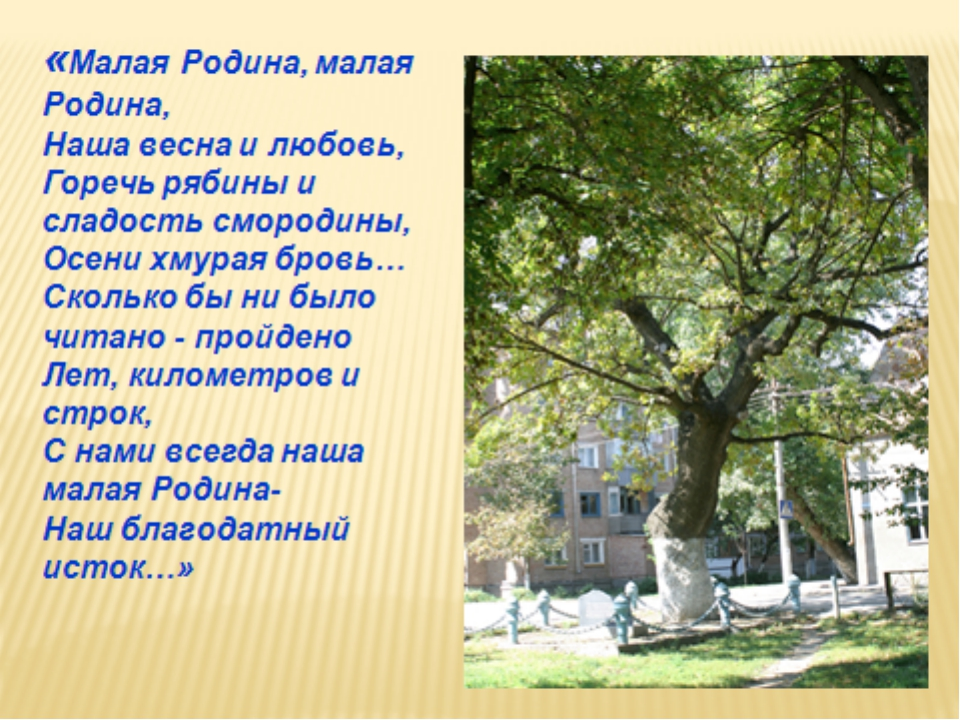 «Малая Родина, малая
Родина,
Наша весна и любовь,
Горечь рябины и
сладость смородины,
Осени хмурая бровь…
Сколько бы ни было
читано - пройдено
Лет, километров и
строк,
С нами всегда наша
малая Родина-
Наш благодатный
исток…»